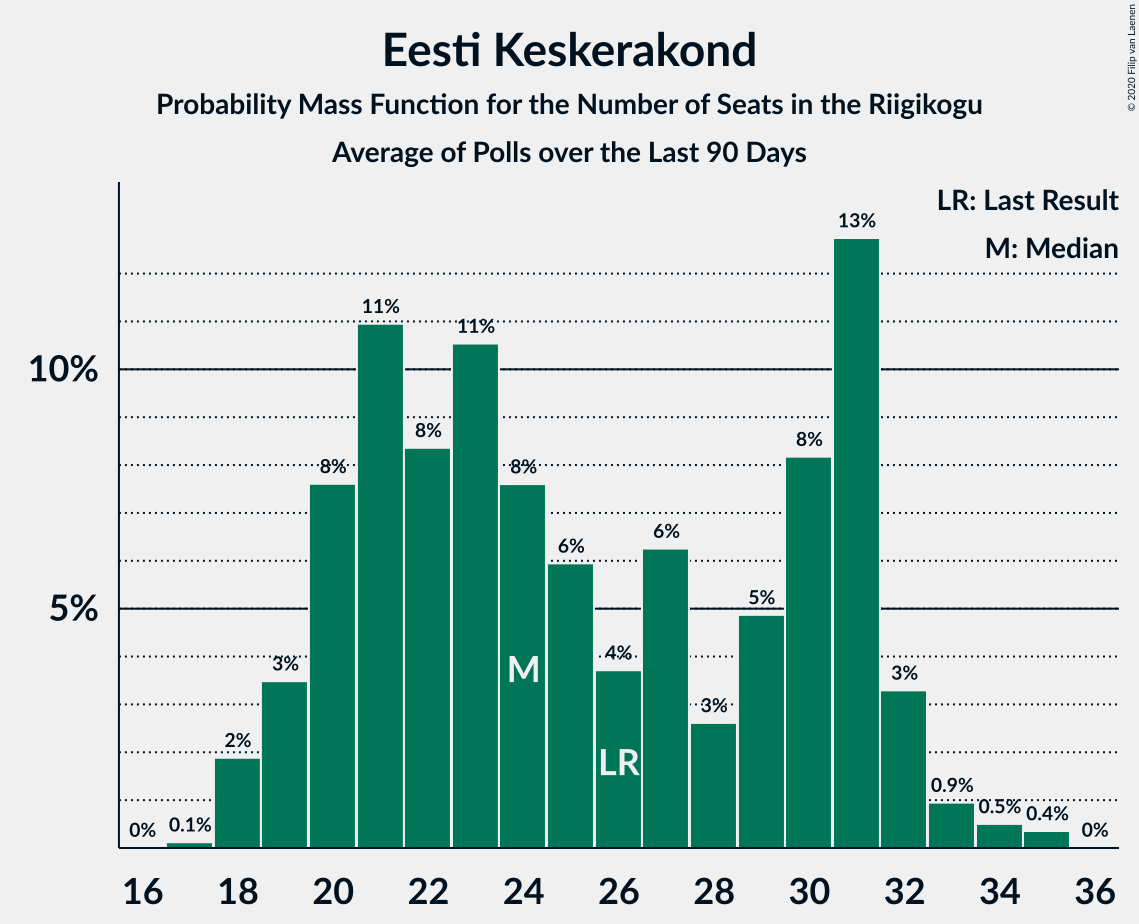 Eesti Keskerakond
Probability Mass Function for the Number of Seats in the Riigikogu
Average of Polls over the Last 90 Days
© 2020 Filip van Laenen
LR: Last Result
M: Median
10%
5%
0%
0.1%
2%
3%
8%
11%
8%
11%
8%
6%
4%
6%
3%
5%
8%
13%
3%
0.9%
0.5%
0.4%
0%
M
LR
16 18 20 22 24 26 28 30 32 34 36